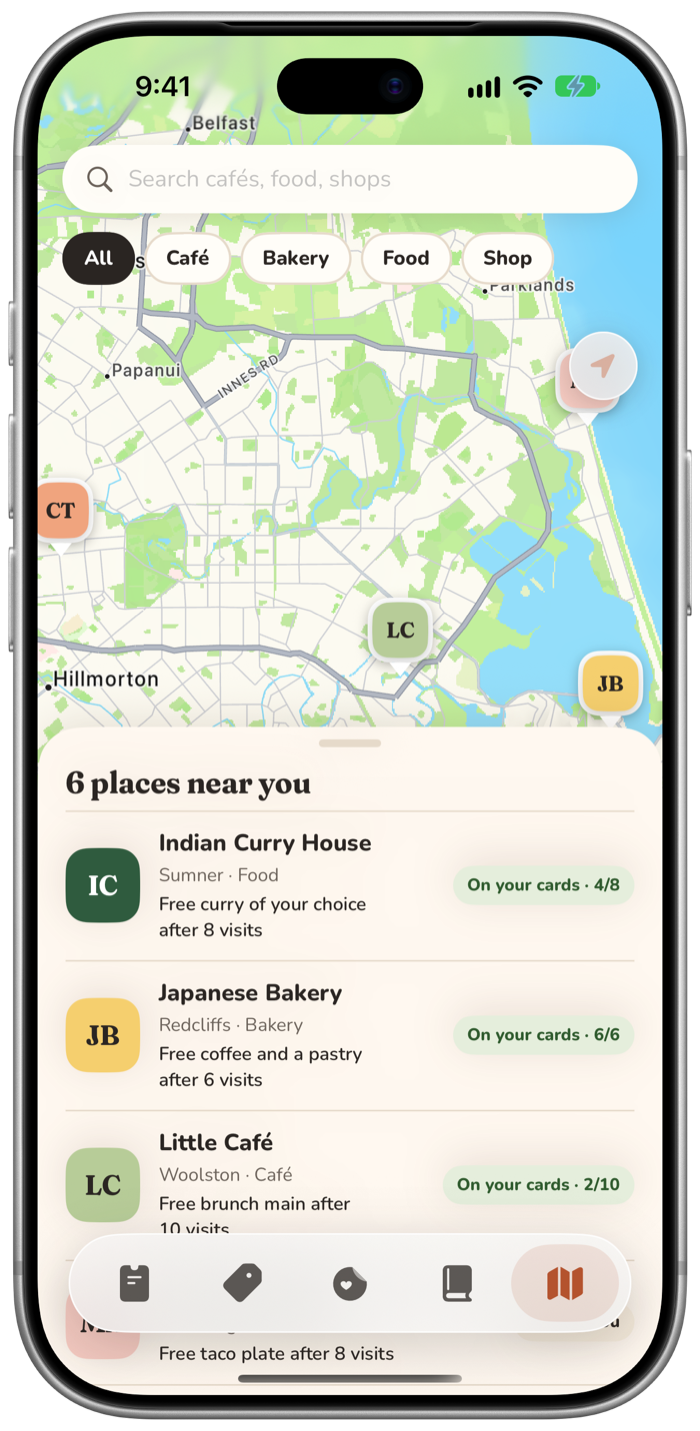 9:41
Belfast
Search cafés, food, shops
All
s
Café
Bakery
Food
Shop
Parklands
Papanui
INNES RD
CT
LC
JB
Hillmorton
6 places near you
IC
Indian Curry House
Sumner · Food
Free curry of your choice
after 8 visits
On your cards · 4/8
JB
Japanese Bakery
Redcliffs · Bakery
Free coffee and a pastry
after 6 visits
On your cards · 6/6
LC
Little Café
Woolston · Café
Free brunch main after
10 visits
On your cards · 2/10
Free taco plate after 8 visits